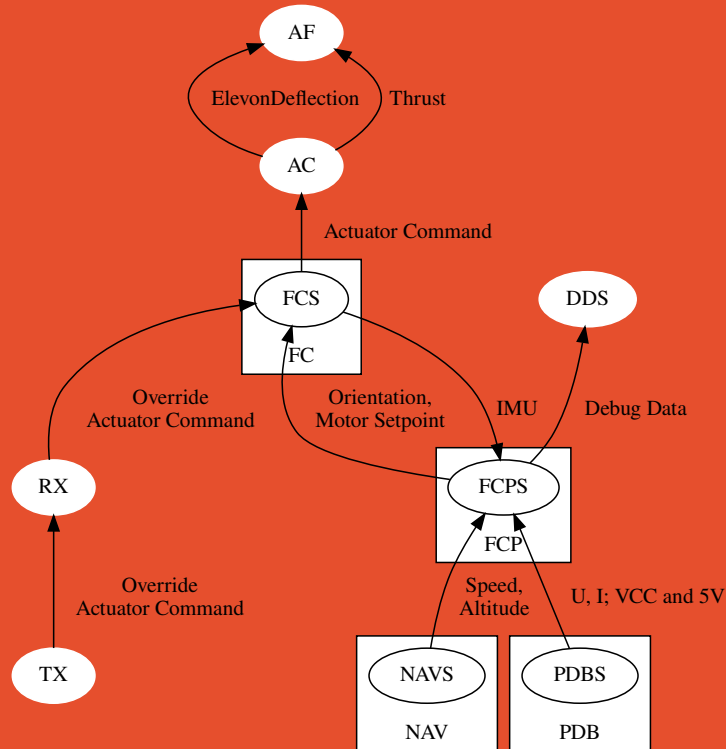 AF
ElevonDeflection
Thrust
AC
Actuator Command
FCS
FC
DDS
Override
Actuator Command
Orientation,
Motor Setpoint
IMU
Debug Data
RX
FCPS
FCP
Override
Actuator Command
Speed,
Altitude
U, I; VCC and 5V
TX
NAVS
NAV
PDBS
PDB